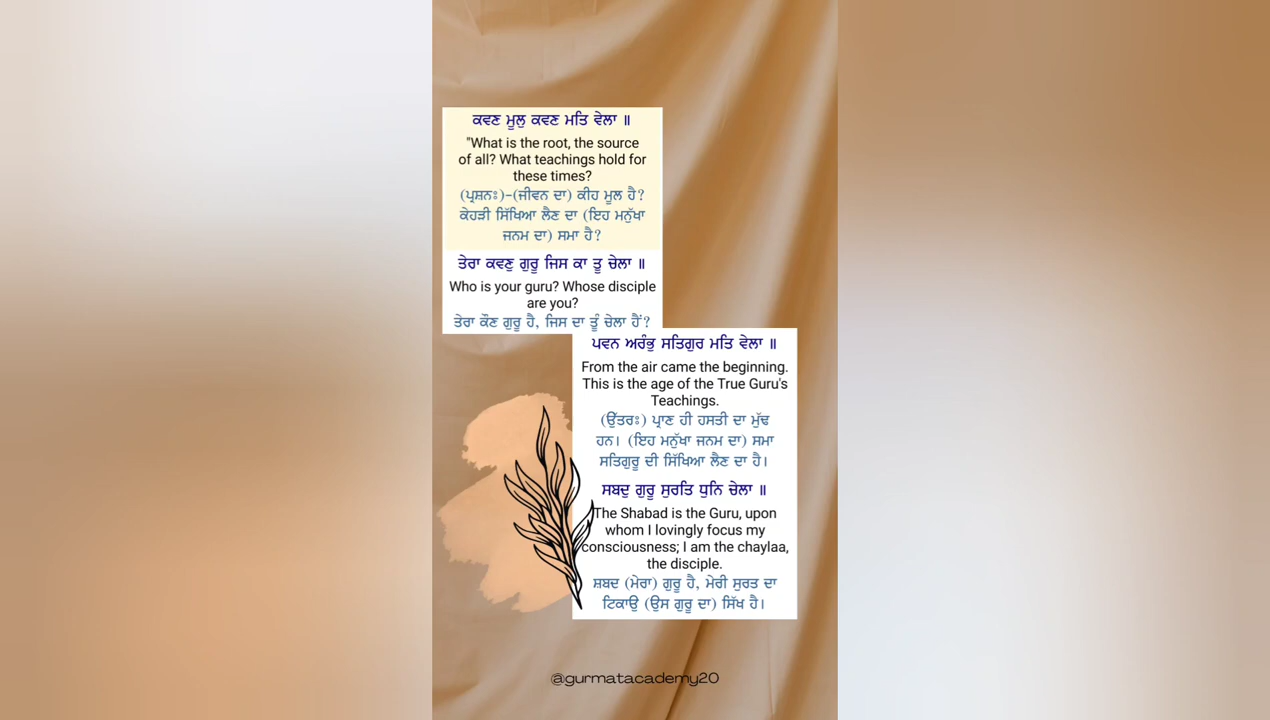 ਕਵਣ ਮੂਲੁ ਕਵਣ ਮਤਿ ਵੇਲਾ ॥
"What is the root, the source
of all? What teachings hold for
these times?
(ਪ੍ਰਸ਼ਨਃ)-(ਜੀਵਨ ਦਾ) ਕੀਹ ਮੂਲ ਹੈ?
ਕੇਹੜੀ ਸਿੱਖਿਆ ਲੈਣ ਦਾ (ਇਹ ਮਨੁੱਖਾ
ਜਨਮ ਦਾ) ਸਮਾ ਹੈ?
ਤੇਰਾ ਕਵਣੁ ਗੁਰੂ ਜਿਸ ਕਾ ਤੂ ਚੇਲਾ ॥
Who is your guru? Whose disciple
are you?
ਤੇਰਾ ਕੌਣ ਗੁਰੂ ਹੈ, ਜਿਸ ਦਾ ਤੂੰ ਚੇਲਾ ਹੈਂ?
ਪਵਨ ਅਰੰਭੁ ਸਤਿਗੁਰ ਮਤਿ ਵੇਲਾ ॥
From the air came the beginning.
This is the age of the True Guru's
Teachings.
(ਉੱਤਰਃ) ਪ੍ਰਾਣ ਹੀ ਹਸਤੀ ਦਾ ਮੁੱਢ
ਹਨ। (ਇਹ ਮਨੁੱਖਾ ਜਨਮ ਦਾ) ਸਮਾ
ਸਤਿਗੁਰੂ ਦੀ ਸਿੱਖਿਆ ਲੈਣ ਦਾ ਹੈ।
ਸਬਦੁ ਗੁਰੂ ਸੁਰਤਿ ਧੁਨਿ ਚੇਲਾ ॥
The Shabad is the Guru, upon
whom I lovingly focus my
consciousness; I am the chaylaa,
the disciple.
ਸ਼ਬਦ (ਮੇਰਾ) ਗੁਰੂ ਹੈ, ਮੇਰੀ ਸੁਰਤ ਦਾ
ਟਿਕਾਉ (ਉਸ ਗੁਰੂ ਦਾ) ਸਿੱਖ ਹੈ।
@gurmatacademy20